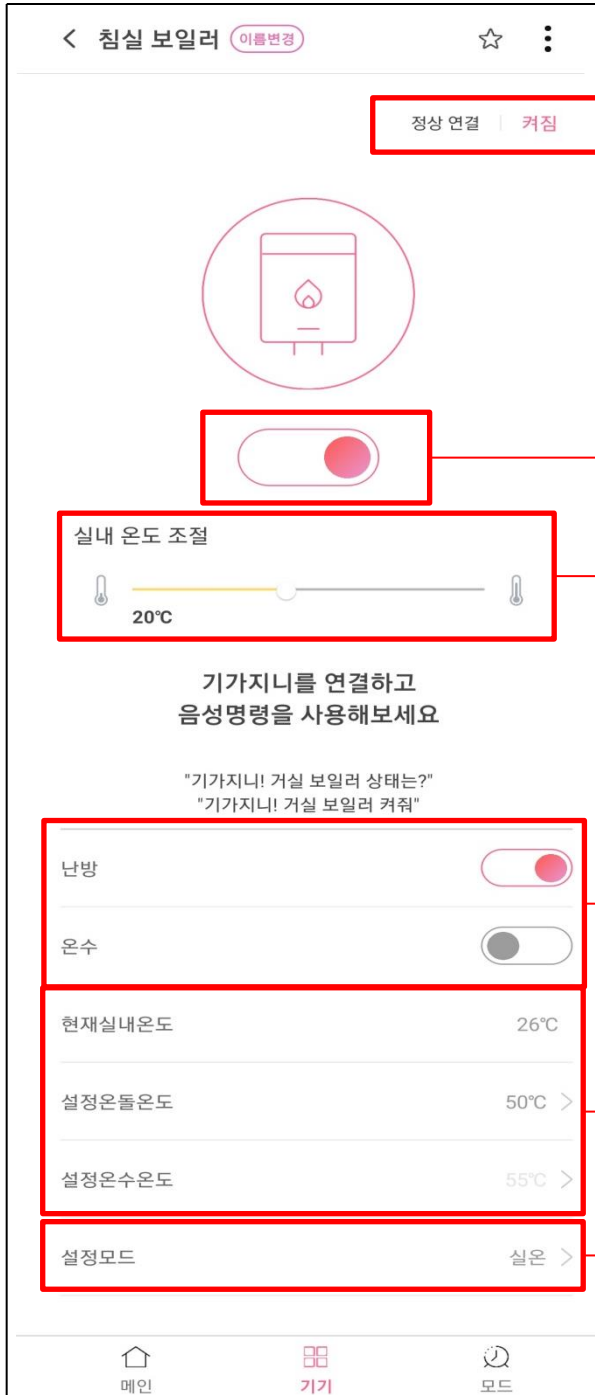 침실 보일러 이름변경
정상 연결 켜짐
실내 온도 조절
20℃
기가지니를 연결하고
음성명령을 사용해보세요
"기가지니! 거실 보일러 상태는?"
"기가지니! 거실 보일러 켜줘"
난방
온수
현재실내온도 26℃
설정온돌온도 50℃
설정온수온도 55℃
설정모드 실온
메인 기기 모드